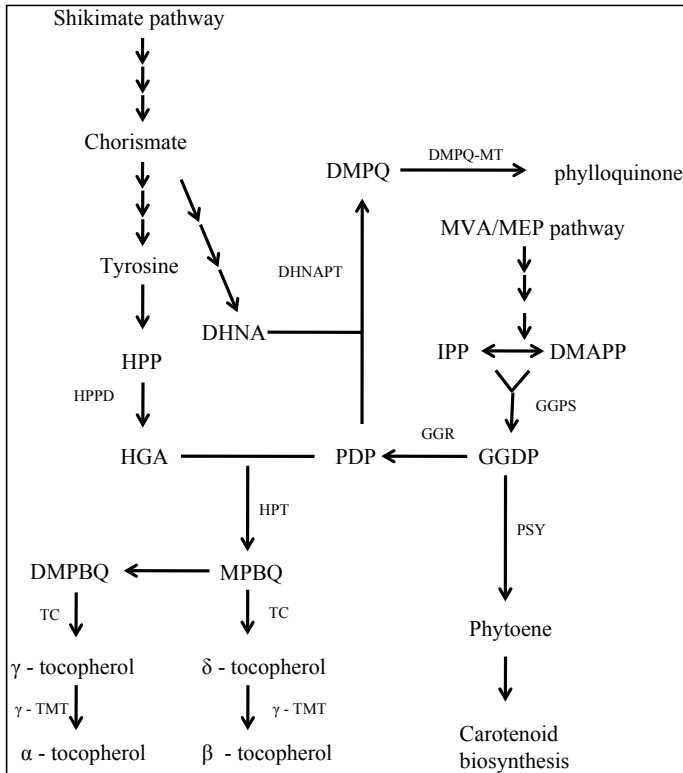 Shikimate pathway
Chorismate
DMPQ
DMPQ-MT
phylloquinone
MVA/MEP pathway
Tyrosine
DHNAPT
DHNA
HPP
IPP
DMAPP
HPPD
GGPS
HGA
PDP
GGR
GGDP
HPT
PSY
DMPBQ
MPBQ
TC
TC
Phytoene
γ - tocopherol
δ - tocopherol
γ - TMT
γ - TMT
α - tocopherol
β - tocopherol
Carotenoid
biosynthesis